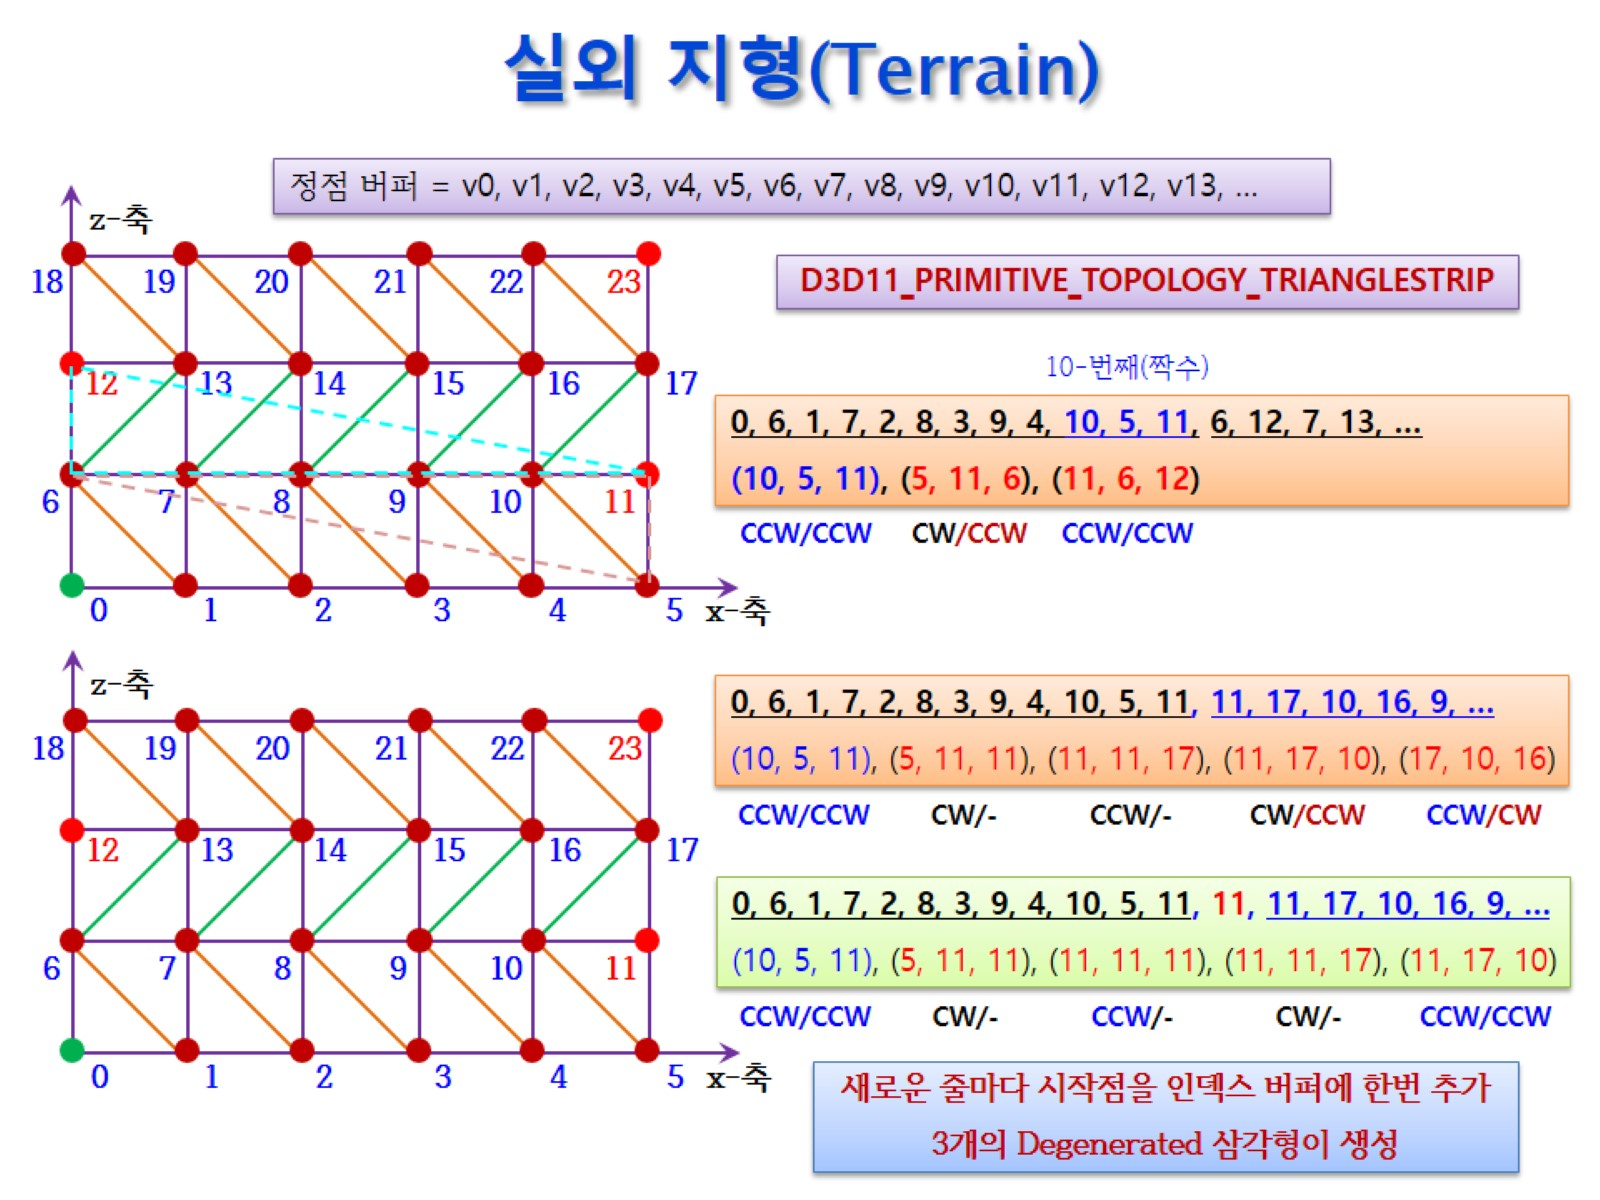 실외 지형(Terrain)
정점 버퍼 = v0, v1, v2, v3, v4, v5, v6, v7, v8, v9, v10, v11, v12, v13, ...
z-축
18 19 20 21 22 23
12 13 14 15 16 17
6 7 8 9 10 11
0 1 2 3 4 5 x-축
D3D11_PRIMITIVE_TOPOLOGY_TRIANGLESTRIP
10-번째(짝수)
0, 6, 1, 7, 2, 8, 3, 9, 4, 10, 5, 11, 6, 12, 7, 13, ...
(10, 5, 11), (5, 11, 6), (11, 6, 12)
CCW/CCW CW/CCW CCW/CCW
z-축
18 19 20 21 22 23
12 13 14 15 16 17
6 7 8 9 10 11
0 1 2 3 4 5 x-축
0, 6, 1, 7, 2, 8, 3, 9, 4, 10, 5, 11, 11, 17, 10, 16, 9, ...
(10, 5, 11), (5, 11, 11), (11, 11, 17), (11, 17, 10), (17, 10, 16)
CCW/CCW CW/- CCW/- CW/CCW CCW/CW
0, 6, 1, 7, 2, 8, 3, 9, 4, 10, 5, 11, 11, 11, 17, 10, 16, 9, ...
(10, 5, 11), (5, 11, 11), (11, 11, 11), (11, 11, 17), (11, 17, 10)
CCW/CCW CW/- CCW/- CW/- CCW/CCW
새로운 줄마다 시작점을 인덱스 버퍼에 한번 추가
3개의 Degenerated 삼각형이 생성